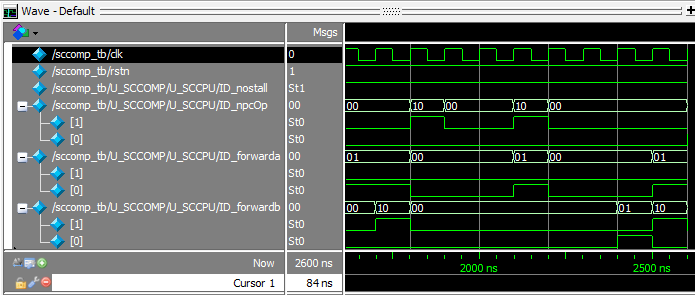 Wave - Default
Msgs
/sccomp_tb/clk 0
/sccomp_tb/rstn 1
/sccomp_tb/U_SCCOMP/U_SCCPU/ID_nostall St1
/sccomp_tb/U_SCCOMP/U_SCCPU/ID_npcOp 00 00 10 00 10 00
[1] St0
[0] St0
/sccomp_tb/U_SCCOMP/U_SCCPU/ID_forwarda 00 01 00 01 00 01
[1] St0
[0] St0
/sccomp_tb/U_SCCOMP/U_SCCPU/ID_forwardb 00 00 10 00 01 10
[1] St0
[0] St0
Now 2600 ns 2000 ns 2500 ns
Cursor 1 84 ns